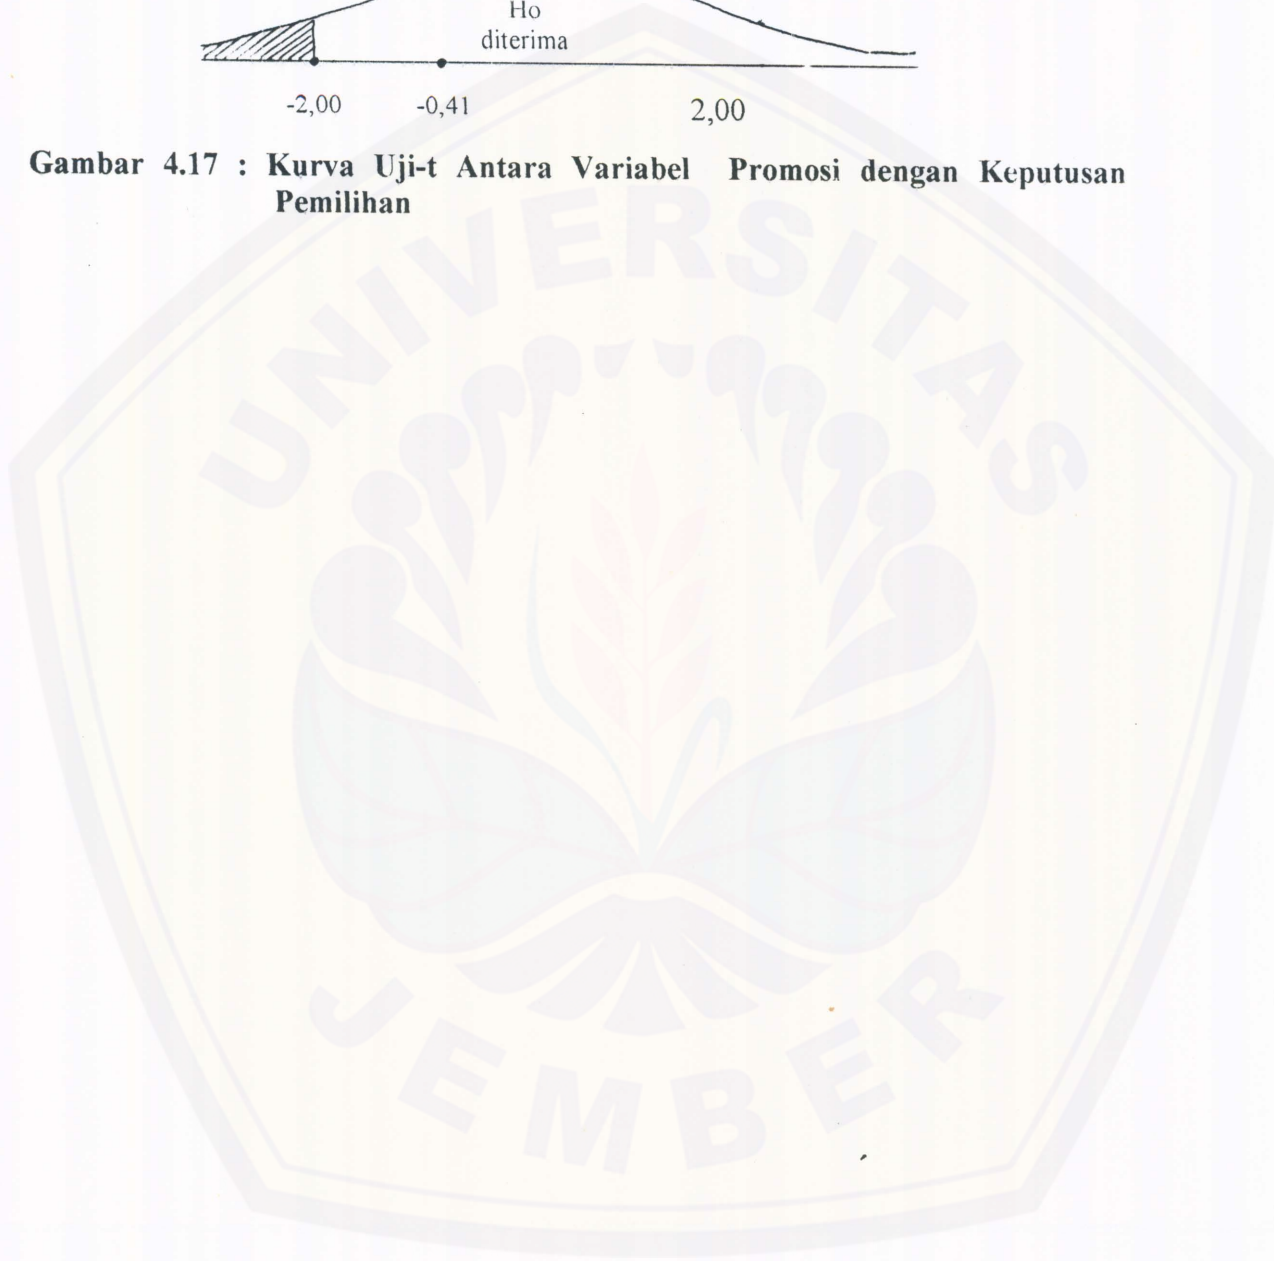 Ho
diterima
-2,00 -0,41 2,00
Gambar 4.17 : Kurva Uji-t Antara Variabel Promosi dengan Keputusan
Pemilihan
UNIVERSITAS
JEMBER